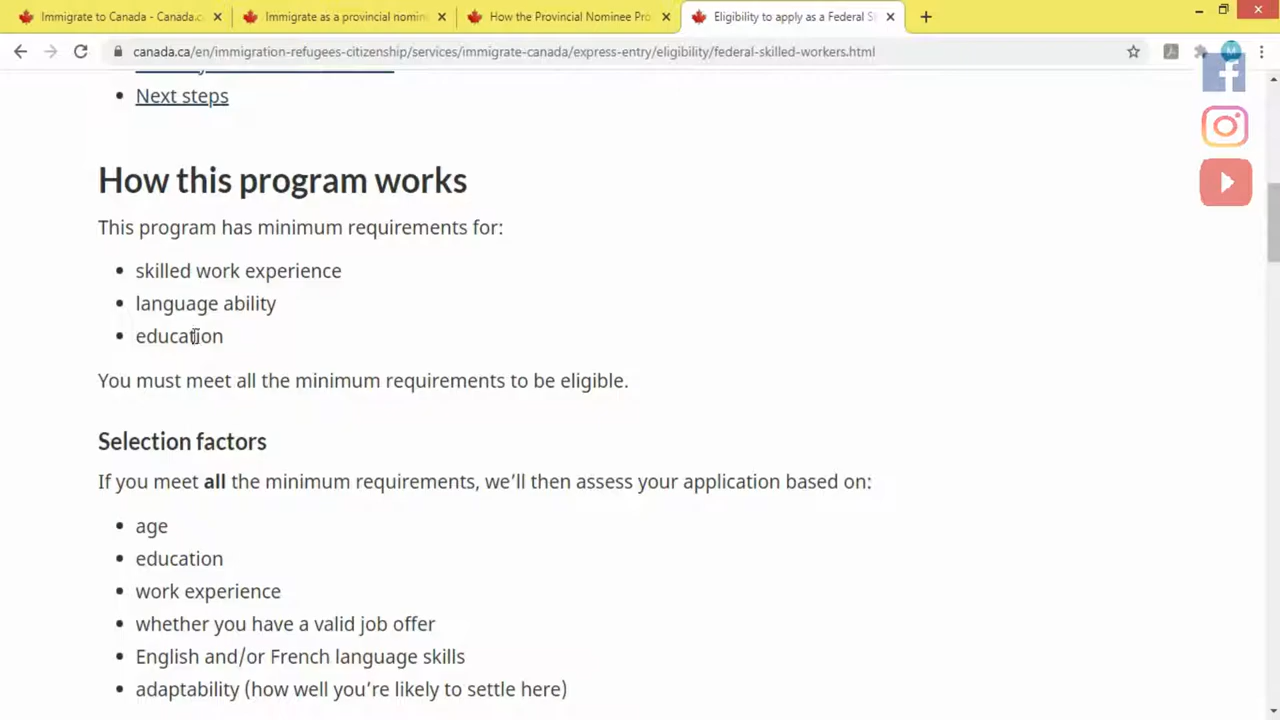 Immigrate to Canada - Canada.c
Immigrate as a provincial nomin
How the Provincial Nominee Pro
Eligibility to apply as a Federal S
canada.ca/en/immigration-refugees-citizenship/services/immigrate-canada/express-entry/eligibility/federal-skilled-workers.html
M
Next steps
How this program works
This program has minimum requirements for:
• skilled work experience
• language ability
• education
You must meet all the minimum requirements to be eligible.
Selection factors
If you meet all the minimum requirements, we’ll then assess your application based on:
• age
• education
• work experience
• whether you have a valid job offer
• English and/or French language skills
• adaptability (how well you’re likely to settle here)